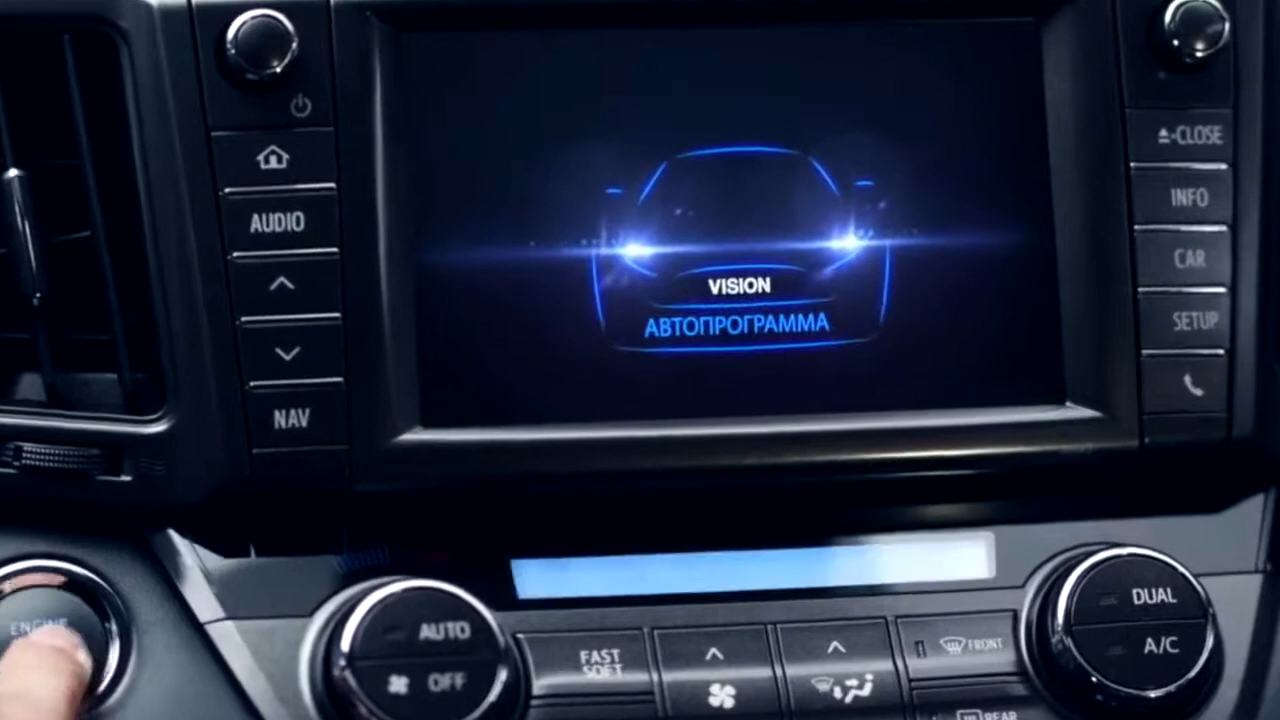 AUDIO
NAV
VISION
АВТОПРОГРАММА
CLOSE
INFO
CAR
SETUP
ENGINE
AUTO
OFF
FAST
SOFT
FRONT
REAR
DUAL
A/C